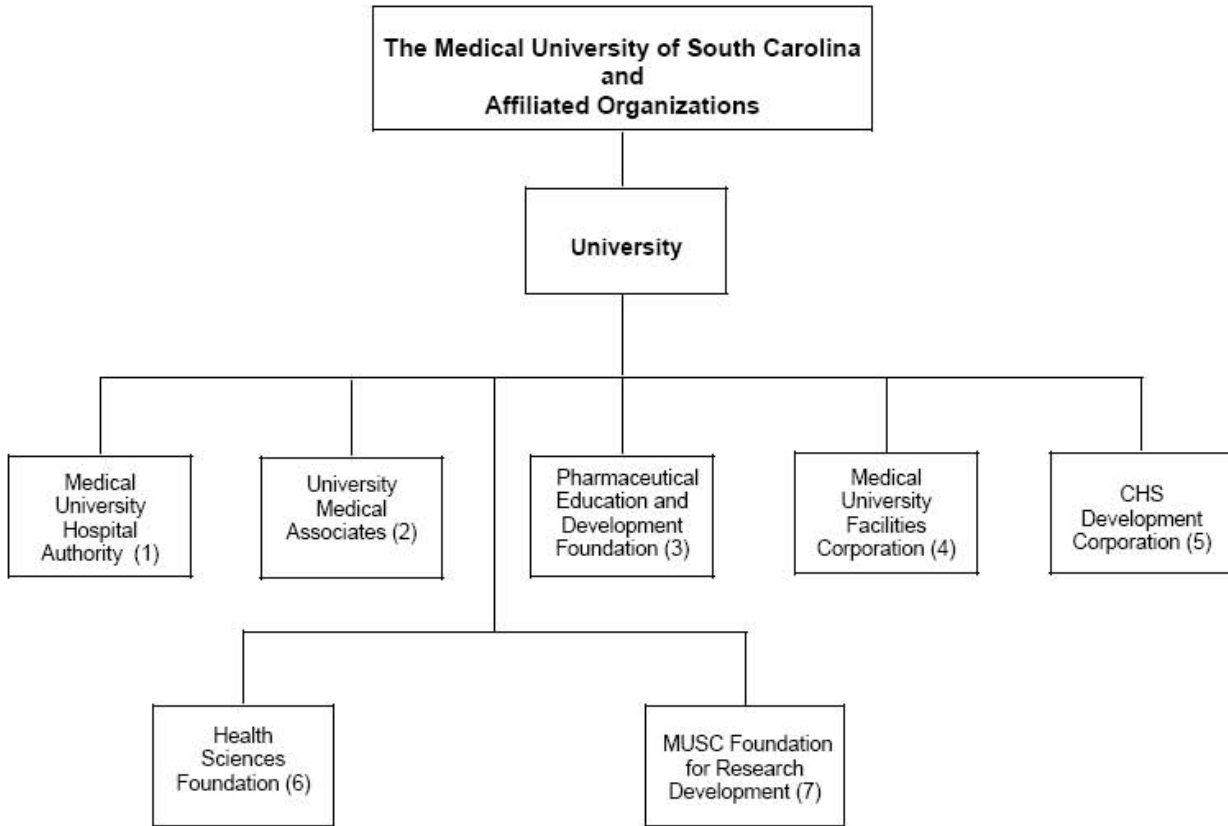 The Medical University of South Carolina
and
Affiliated Organizations
University
Medical
University
Hospital
Authority (1)
University
Medical
Associates (2)
Pharmaceutical
Education and
Development
Foundation (3)
Medical
University
Facilities
Corporation (4)
CHS
Development
Corporation (5)
Health
Sciences
Foundation (6)
MUSC Foundation
for Research
Development (7)